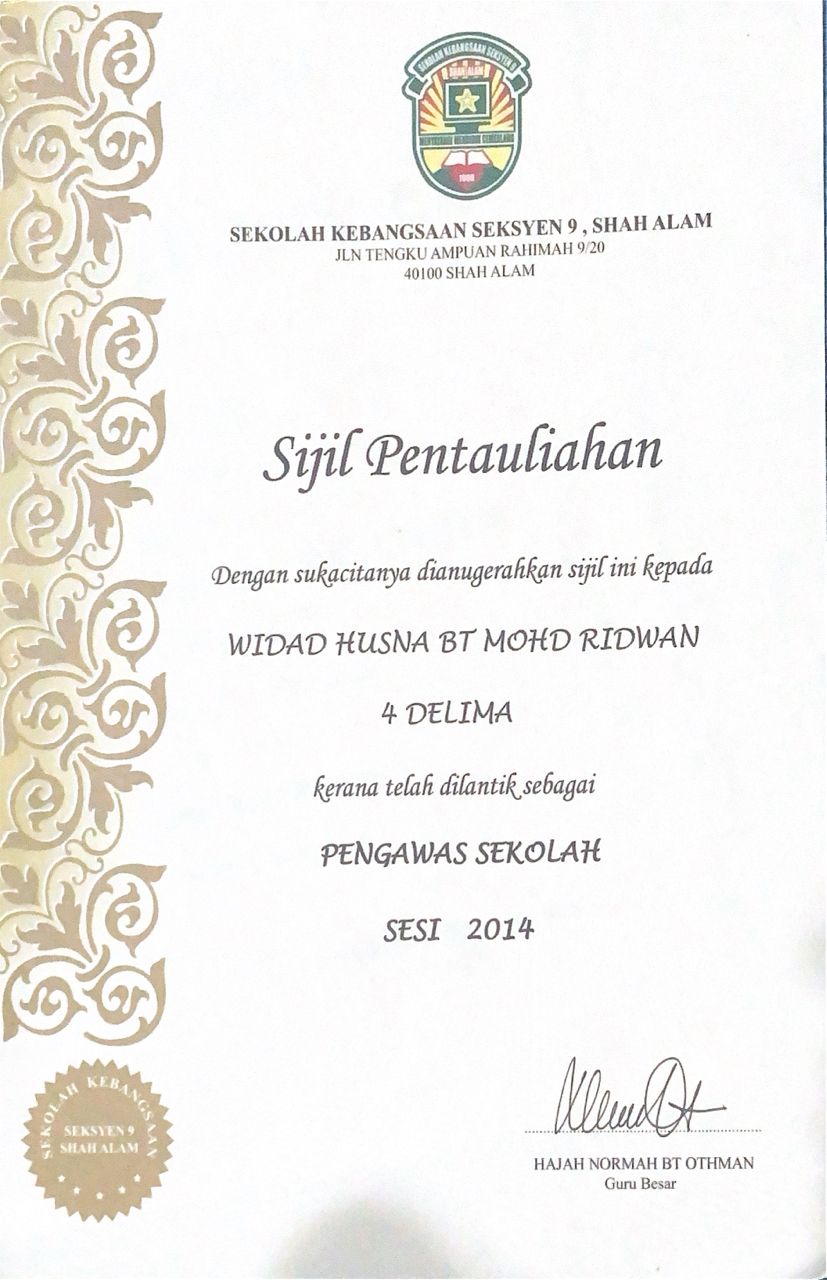 SEKOLAH KEBANGSAAN SEKSYEN 9
SHAH ALAM
1988
SEKOLAH KEBANGSAAN SEKSYEN 9 , SHAH ALAM
JLN TENGKU AMPUAN RAHIMAH 9/20
40100 SHAH ALAM
Sijil Pentauliahan
Dengan sukacitanya dianugerahkan sijil ini kepada
WIDAD HUSNA BT MOHD RIDWAN
4 DELIMA
kerana telah dilantik sebagai
PENGAWAS SEKOLAH
SESI 2014
SEKOLAH KEBANGSAAN
SEKSYEN 9
SHAH ALAM
HAJAH NORMAH BT OTHMAN
Guru Besar